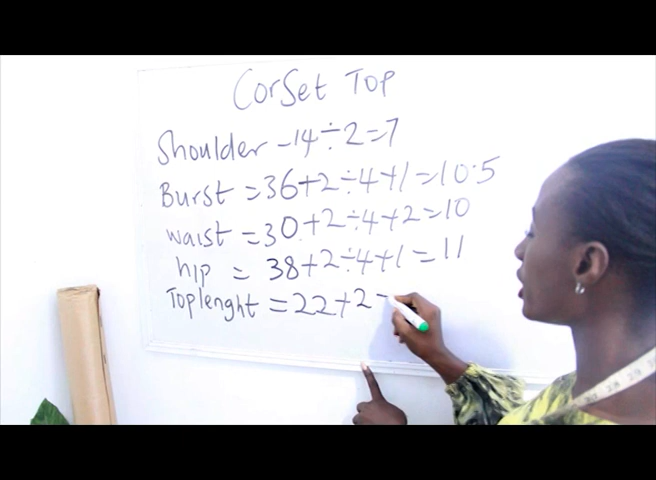 Corset Top
Shoulder -14÷2=7
Burst =36+2÷4+1=10.5
waist =30+2÷4+2=10
hip = 38+2÷4+1=11
Toplenght =22+2=